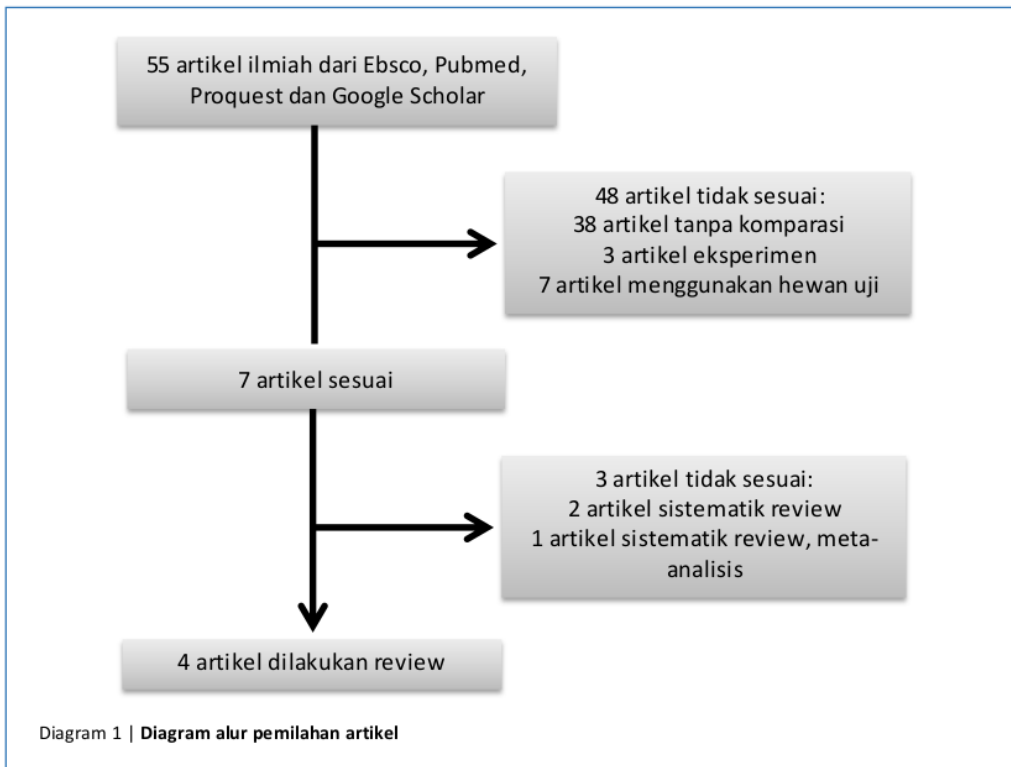 55 artikel ilmiah dari Ebsco, Pubmed,
Proquest dan Google Scholar
48 artikel tidak sesuai:
38 artikel tanpa komparasi
3 artikel eksperimen
7 artikel menggunakan hewan uji
7 artikel sesuai
3 artikel tidak sesuai:
2 artikel sistematik review
1 artikel sistematik review, meta-
analisis
4 artikel dilakukan review
Diagram 1 | Diagram alur pemilahan artikel